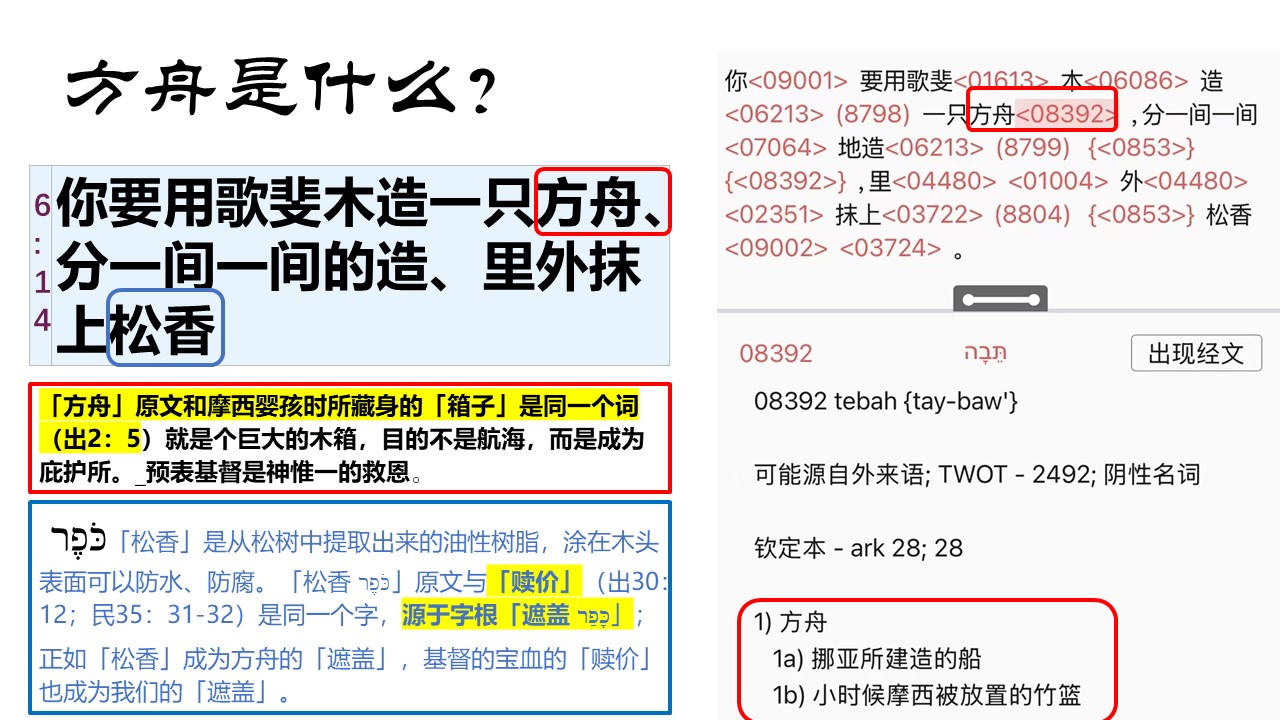 方舟是什么?
6:14
你要用歌斐木造一只方舟、
分一间一间的造、里外抹
上松香
「方舟」原文和摩西婴孩时所藏身的「箱子」是同一个词
（出2：5）就是个巨大的木箱，目的不是航海，而是成为
庇护所。_预表基督是神惟一的救恩。
כֹּפֶר「松香」是从松树中提取出来的油性树脂，涂在木头
表面可以防水、防腐。「松香 כֹּפֶר」原文与「赎价」（出30：
12；民35：31-32）是同一个字，源于字根「遮盖 כָּפַר」；
正如「松香」成为方舟的「遮盖」，基督的宝血的「赎价」
也成为我们的「遮盖」。
你<09001> 要用歌斐<01613> 本<06086> 造
<06213> (8798) 一只方舟<08392> ,分一间一间
<07064> 地造<06213> (8799) {<0853>}
{<08392>} ,里<04480> <01004> 外<04480>
<02351> 抹上<03722> (8804) {<0853>} 松香
<09002> <03724> 。
08392 תֵּבָה 出现经文
08392 tebah {tay-baw'}
可能源自外来语; TWOT - 2492; 阴性名词
钦定本 - ark 28; 28
1) 方舟
1a) 挪亚所建造的船
1b) 小时候摩西被放置的竹篮